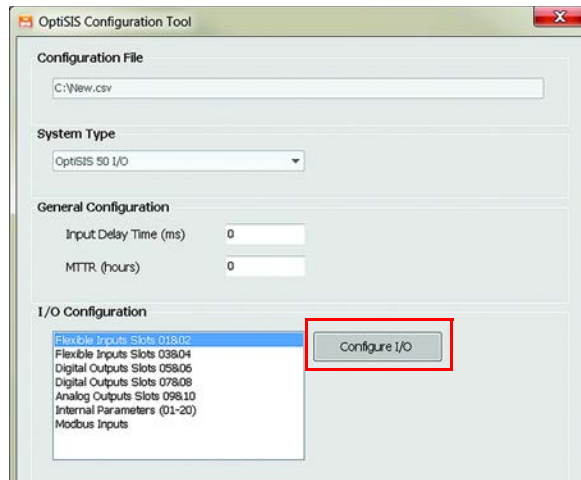 OptiSIS Configuration Tool
Configuration File
C:\New.csv
System Type
OptiSIS 50 I/O
General Configuration
Input Delay Time (ms) 0
MTTR (hours) 0
I/O Configuration
Flexible Inputs Slots 01&02
Configure I/O
Flexible Inputs Slots 03&04
Digital Outputs Slots 05&06
Digital Outputs Slots 07&08
Analog Outputs Slots 09&10
Internal Parameters (01-20)
Modbus Inputs